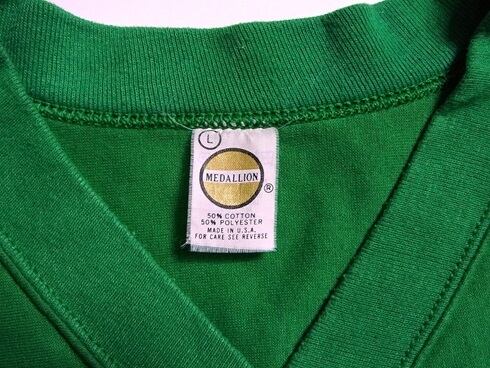 L
MEDALLION
®
50% COTTON
50% POLYESTER
MADE IN U.S.A.
FOR CARE SEE REVERSE